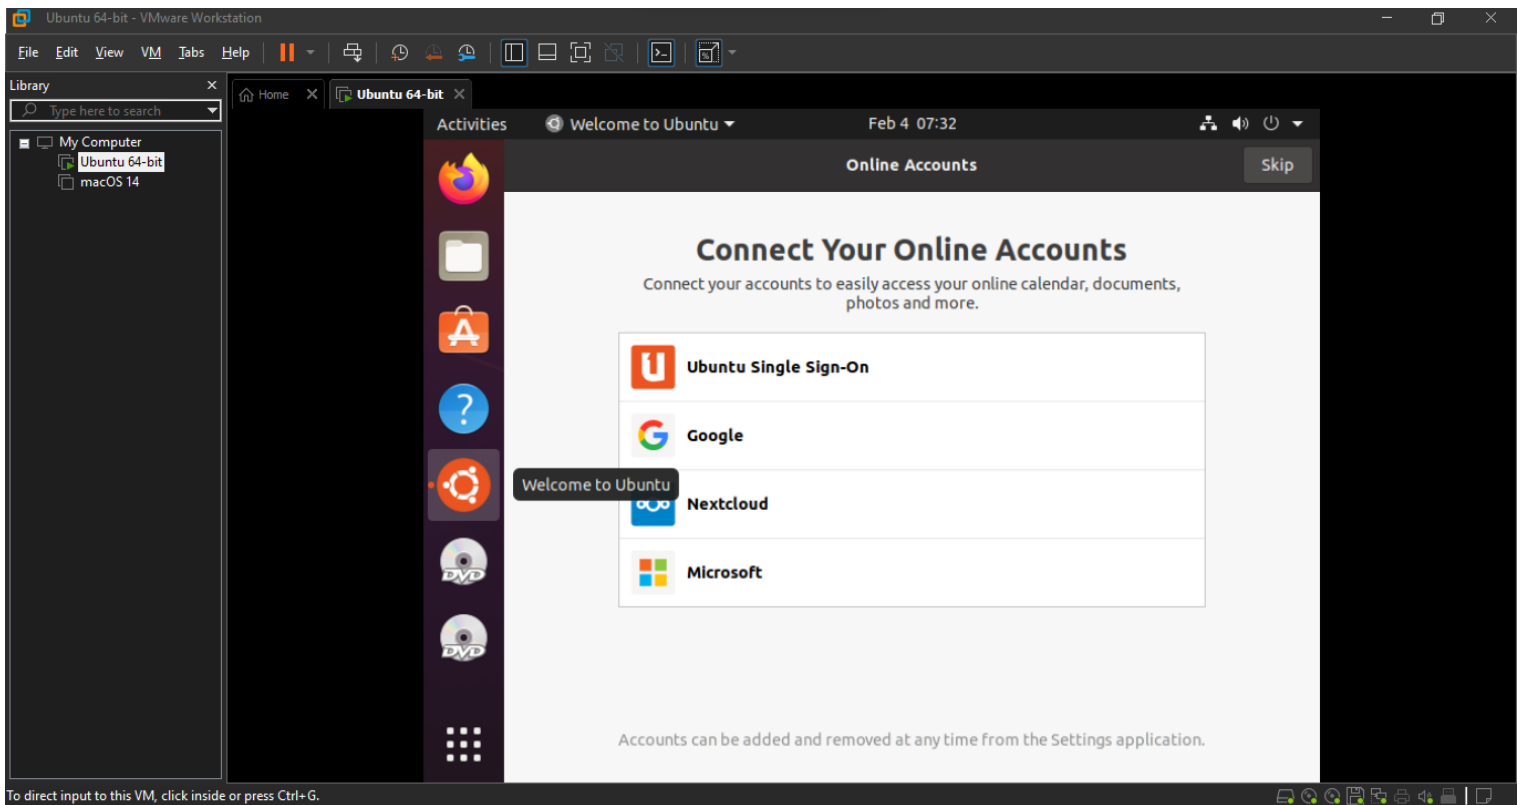 Ubuntu 64-bit - VMware Workstation
File Edit View VM Tabs Help
Library
Type here to search
My Computer
Ubuntu 64-bit
macOS 14
Home
Ubuntu 64-bit
Activities
Welcome to Ubuntu
Feb 4 07:32
Online Accounts
Skip
Connect Your Online Accounts
Connect your accounts to easily access your online calendar, documents,
photos and more.
Ubuntu Single Sign-On
Google
Welcome to Ubuntu
Nextcloud
Microsoft
DVD
DVD
Accounts can be added and removed at any time from the Settings application.
To direct input to this VM, click inside or press Ctrl+G.